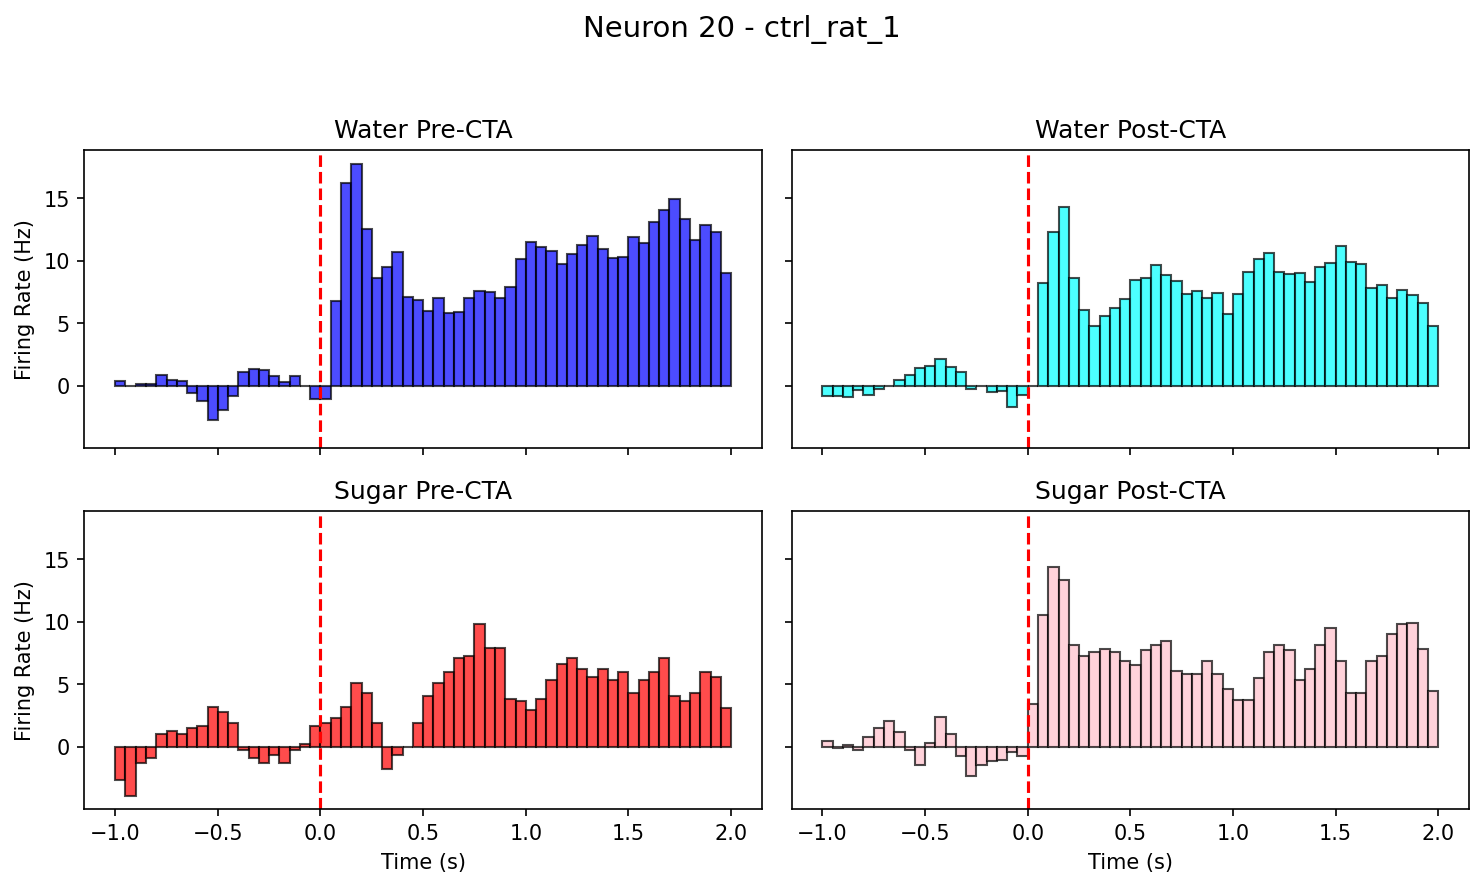 Neuron 20 - ctrl_rat_1
Water Pre-CTA
Water Post-CTA
Firing Rate (Hz)
15
10
5
0
Sugar Pre-CTA
Sugar Post-CTA
Firing Rate (Hz)
15
10
5
0
−1.0 −0.5 0.0 0.5 1.0 1.5 2.0
−1.0 −0.5 0.0 0.5 1.0 1.5 2.0
Time (s)
Time (s)